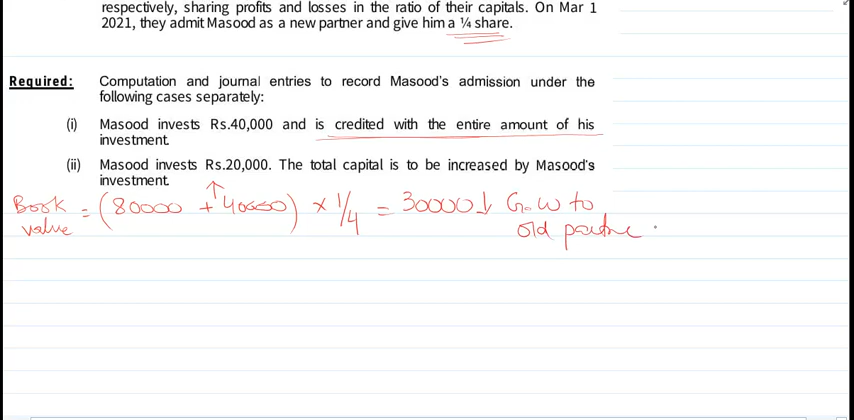 respectively, sharing profits and losses in the ratio of their capitals. On Mar 1
2021, they admit Masood as a new partner and give him a ¼ share.
Required: Computation and journal entries to record Masood's admission under the
following cases separately:
(i) Masood invests Rs.40,000 and is credited with the entire amount of his
investment.
(ii) Masood invests Rs.20,000. The total capital is to be increased by Masood's
investment.
Book value = (80000 + 40000) × 1/4 = 30000 ↓ G.W to
old partne